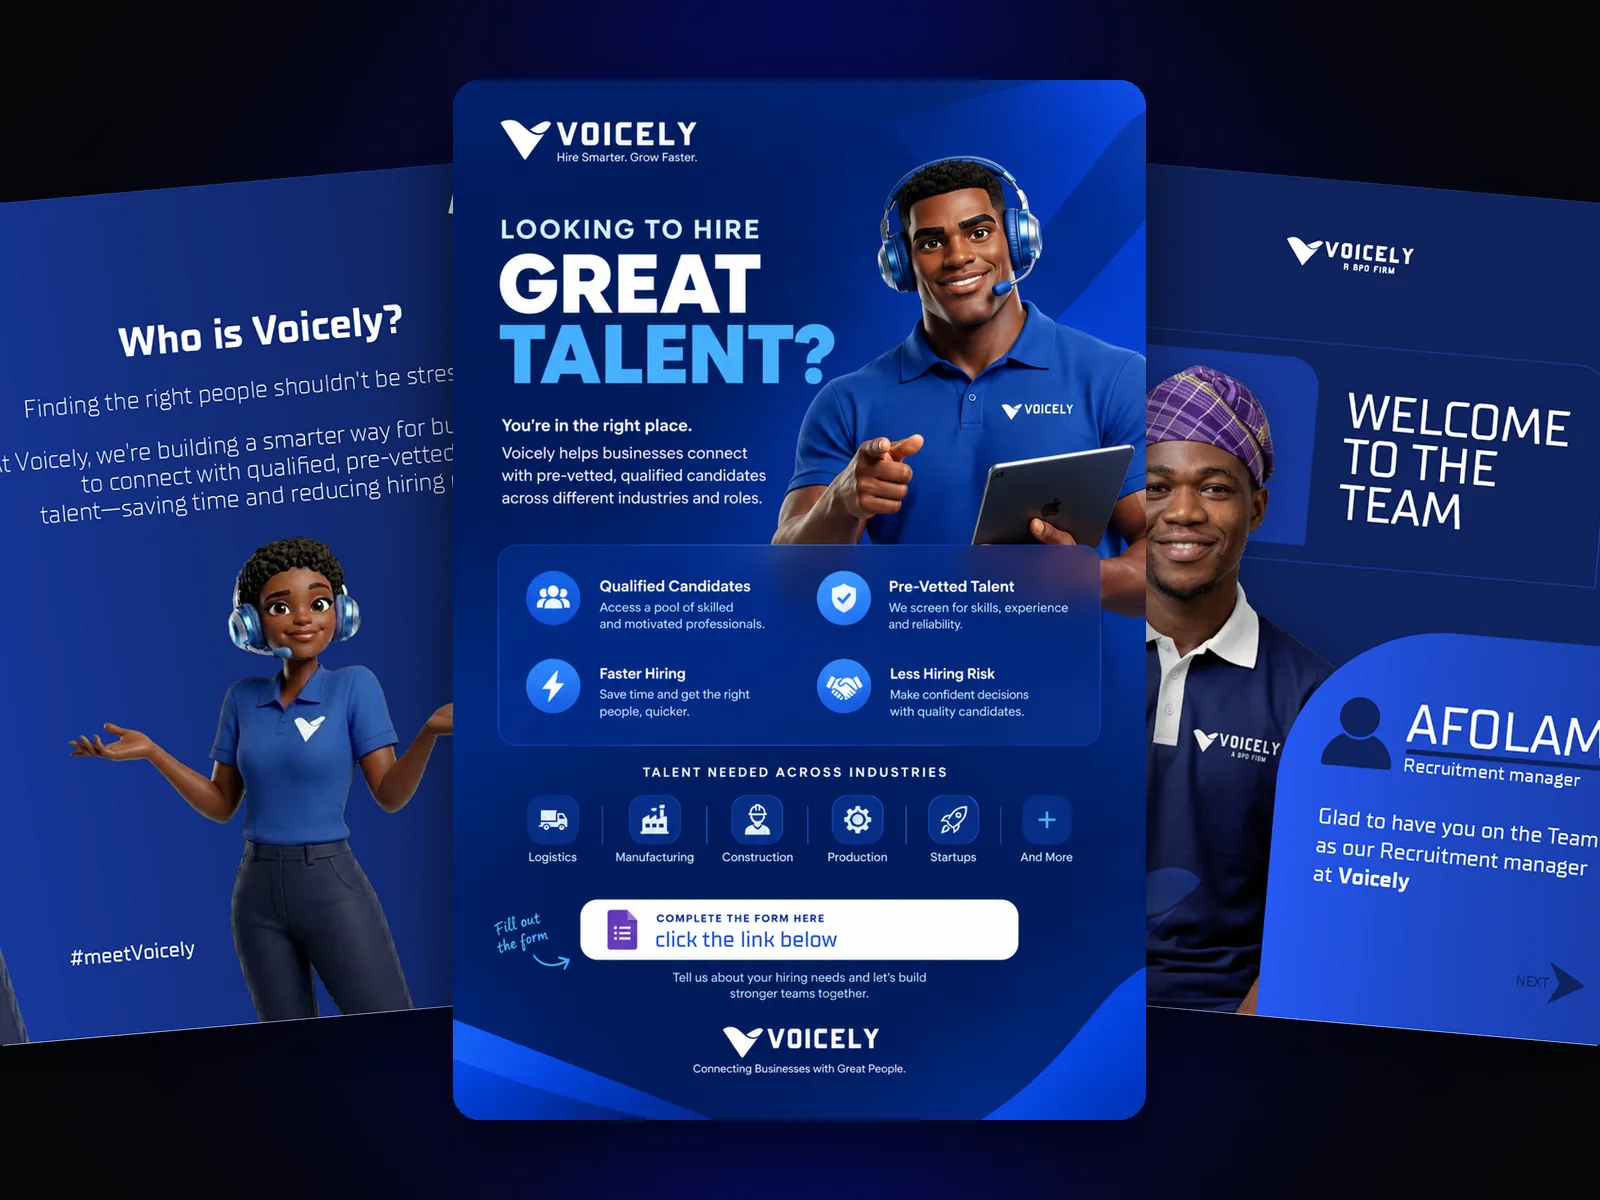 Who is Voicely?
Finding the right people shouldn't be
At Voicely, we're building a smarter way for
to connect with qualified, pre-vetted
talent—saving time and reducing hiring
#meetVoicely
VOICELY
Hire Smarter. Grow Faster.
LOOKING TO HIRE
GREAT
TALENT?
You're in the right place.
Voicely helps businesses connect
with pre-vetted, qualified candidates
across different industries and roles.
VOICELY
Qualified Candidates
Access a pool of skilled
and motivated professionals.
Pre-Vetted Talent
We screen for skills, experience
and reliability.
Faster Hiring
Save time and get the right
people, quicker.
Less Hiring Risk
Make confident decisions
with quality candidates.
TALENT NEEDED ACROSS INDUSTRIES
Logistics
Manufacturing
Construction
Production
Startups
And More
Fill out
the form
COMPLETE THE FORM HERE
click the link below
Tell us about your hiring needs and let's build
stronger teams together.
VOICELY
Connecting Businesses with Great People.
VOICELY
A BPO FIRM
WELCOME
TO THE
TEAM
VOICELY
A BPO FIRM
AFOLAM
Recruitment manager
Glad to have you on the Team
as our Recruitment manager
at Voicely
NEXT